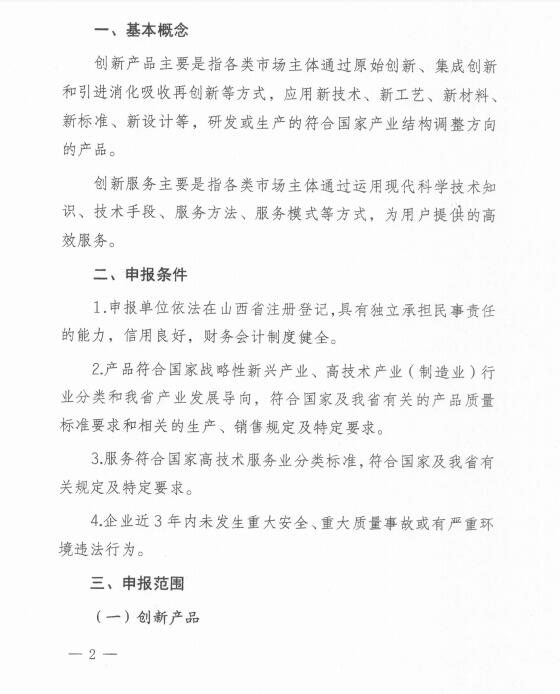 一、基本概念
创新产品主要是指各类市场主体通过原始创新、集成创新
和引进消化吸收再创新等方式，应用新技术、新工艺、新材料、
新标准、新设计等，研发或生产的符合国家产业结构调整方向
的产品。
创新服务主要是指各类市场主体通过运用现代科学技术知
识、技术手段、服务方法、服务模式等方式，为用户提供的高
效服务。
二、申报条件
1.申报单位依法在山西省注册登记,具有独立承担民事责任
的能力，信用良好，财务会计制度健全。
2.产品符合国家战略性新兴产业、高技术产业（制造业）行
业分类和我省产业发展导向，符合国家及我省有关的产品质量
标准要求和相关的生产、销售规定及特定要求。
3.服务符合国家高技术服务业分类标准,符合国家及我省有
关规定及特定要求。
4.企业近3年内未发生重大安全、重大质量事故或有严重环
境违法行为。
三、申报范围
（一）创新产品
— 2 —